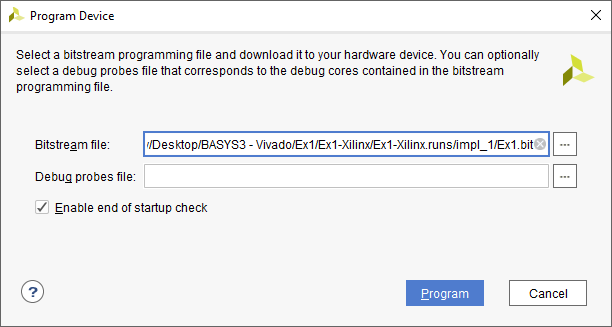 Program Device
Select a bitstream programming file and download it to your hardware device. You can optionally
select a debug probes file that corresponds to the debug cores contained in the bitstream
programming file.
Bitstream file: /Desktop/BASYS3 - Vivado/Ex1/Ex1-Xilinx/Ex1-Xilinx.runs/impl_1/Ex1.bit ...
Debug probes file: ...
Enable end of startup check
? Program Cancel